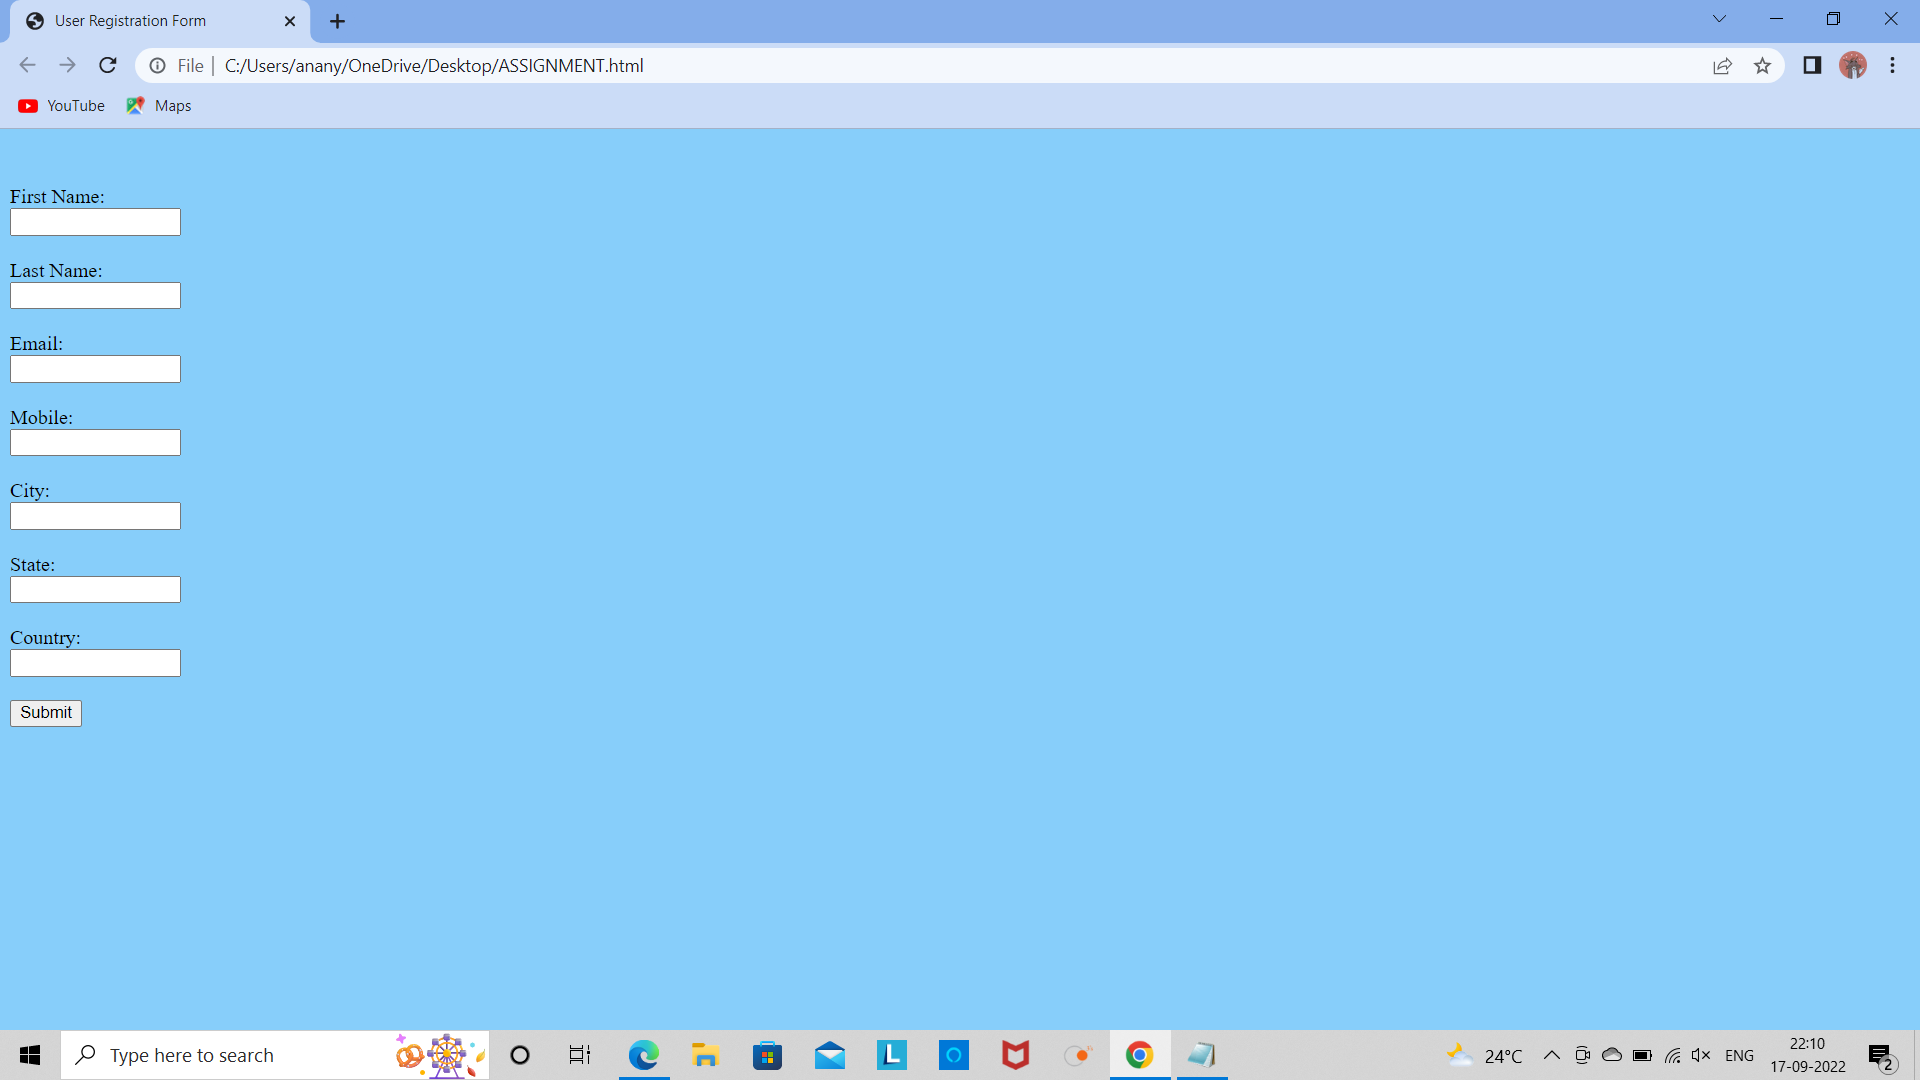 User Registration Form
File | C:/Users/anany/OneDrive/Desktop/ASSIGNMENT.html
YouTube Maps
First Name:
Last Name:
Email:
Mobile:
City:
State:
Country:
Submit
Type here to search
L
24°C
ENG
22:10
17-09-2022
2